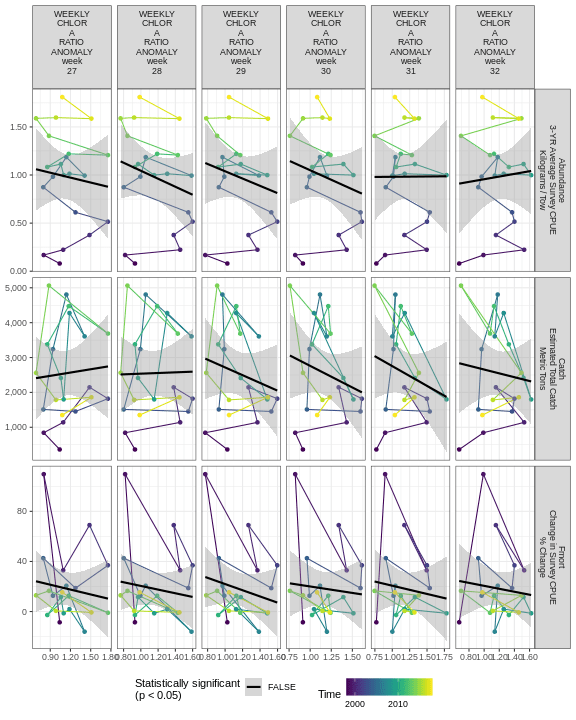 WEEKLY
CHLOR
A
RATIO
ANOMALY
week
27
WEEKLY
CHLOR
A
RATIO
ANOMALY
week
28
WEEKLY
CHLOR
A
RATIO
ANOMALY
week
29
WEEKLY
CHLOR
A
RATIO
ANOMALY
week
30
WEEKLY
CHLOR
A
RATIO
ANOMALY
week
31
WEEKLY
CHLOR
A
RATIO
ANOMALY
week
32
1.50
1.00
0.50
0.00
Abundance
3-YR Average Survey CPUE
Kilograms / Tow
5,000
4,000
3,000
2,000
1,000
Catch
Estimated Total Catch
Metric Tons
80
40
0
Fmort
Change in Survey CPUE
% Change
0.90 1.20 1.50 1.80
0.80 1.00 1.20 1.40 1.60
0.80 1.00 1.20 1.40 1.60
0.75 1.00 1.25 1.50
0.75 1.00 1.25 1.50 1.75
0.80 1.00 1.20 1.40 1.60
Statistically significant
(p < 0.05)
FALSE
Time
2000 2010